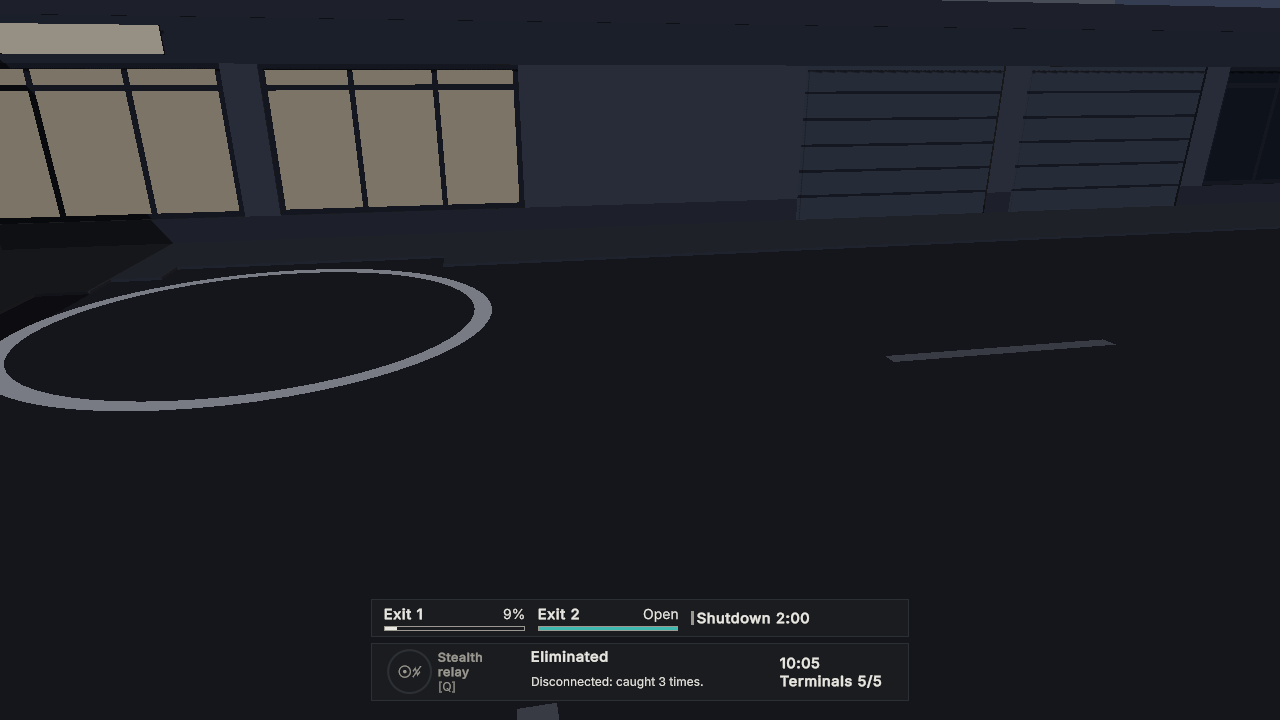 Exit 1 9% Exit 2 Open Shutdown 2:00
Stealth relay [Q]
Eliminated
Disconnected: caught 3 times.
10:05
Terminals 5/5